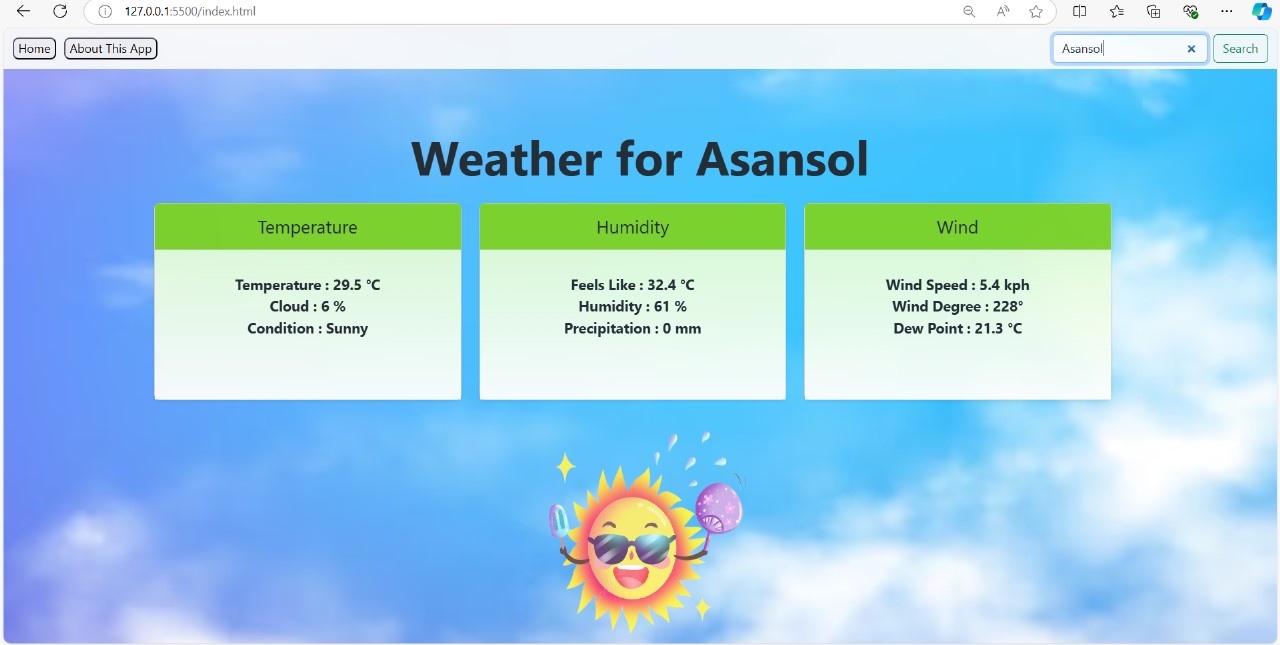 127.0.0.1:5500/index.html
Home About This App Asansol Search
Weather for Asansol
Temperature
Temperature : 29.5 °C
Cloud : 6 %
Condition : Sunny
Humidity
Feels Like : 32.4 °C
Humidity : 61 %
Precipitation : 0 mm
Wind
Wind Speed : 5.4 kph
Wind Degree : 228°
Dew Point : 21.3 °C